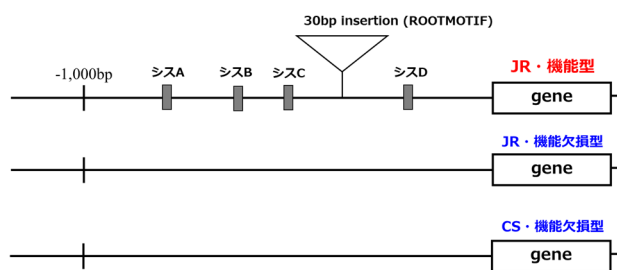 30bp insertion (ROOTMOTIF)
-1,000bp
シスA
シスB
シスC
シスD
JR・機能型
gene
JR・機能欠損型
gene
CS・機能欠損型
gene